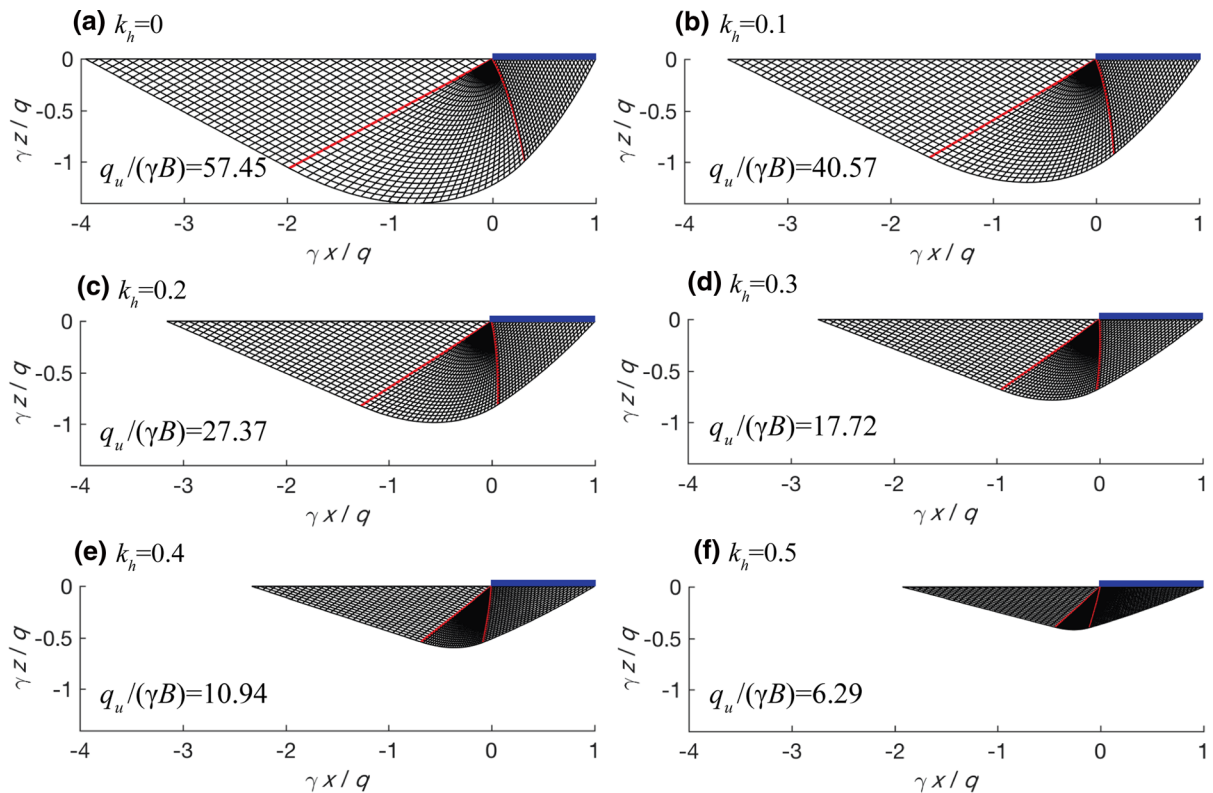 (a) k_h=0
0
-0.5
-1
γ z / q
q_u/(γB)=57.45
-4 -3 -2 -1 0 1
γ x / q
(b) k_h=0.1
0
-0.5
-1
γ z / q
q_u/(γB)=40.57
-4 -3 -2 -1 0 1
γ x / q
(c) k_h=0.2
0
-0.5
-1
γ z / q
q_u/(γB)=27.37
-4 -3 -2 -1 0 1
γ x / q
(d) k_h=0.3
0
-0.5
-1
γ z / q
q_u/(γB)=17.72
-4 -3 -2 -1 0 1
γ x / q
(e) k_h=0.4
0
-0.5
-1
γ z / q
q_u/(γB)=10.94
-4 -3 -2 -1 0 1
γ x / q
(f) k_h=0.5
0
-0.5
-1
γ z / q
q_u/(γB)=6.29
-4 -3 -2 -1 0 1
γ x / q